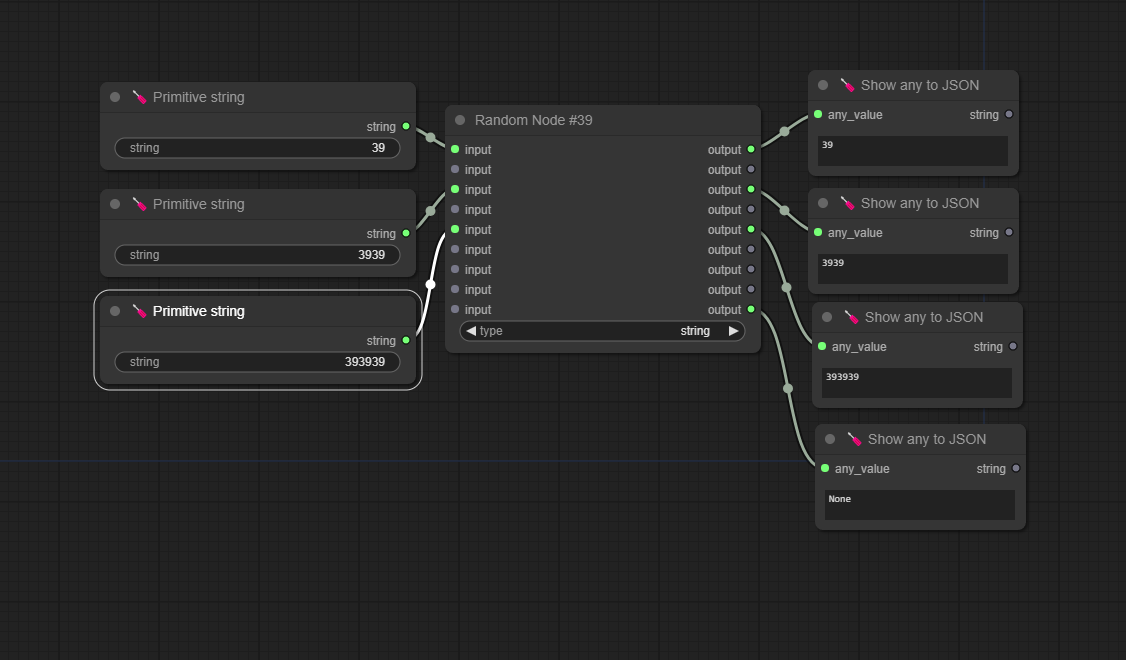 Primitive string
string
string 39
Primitive string
string
string 3939
Primitive string
string
string 393939
Random Node #39
input output
input output
input output
input output
input output
input output
input output
input output
input output
type string
Show any to JSON
any_value string
39
Show any to JSON
any_value string
3939
Show any to JSON
any_value string
393939
Show any to JSON
any_value string
None